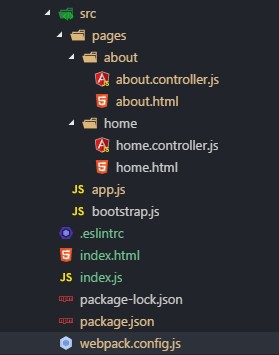 src
pages
about
about.controller.js
about.html
home
home.controller.js
home.html
JS app.js
JS bootstrap.js
.eslintrc
index.html
JS index.js
package-lock.json
package.json
webpack.config.js